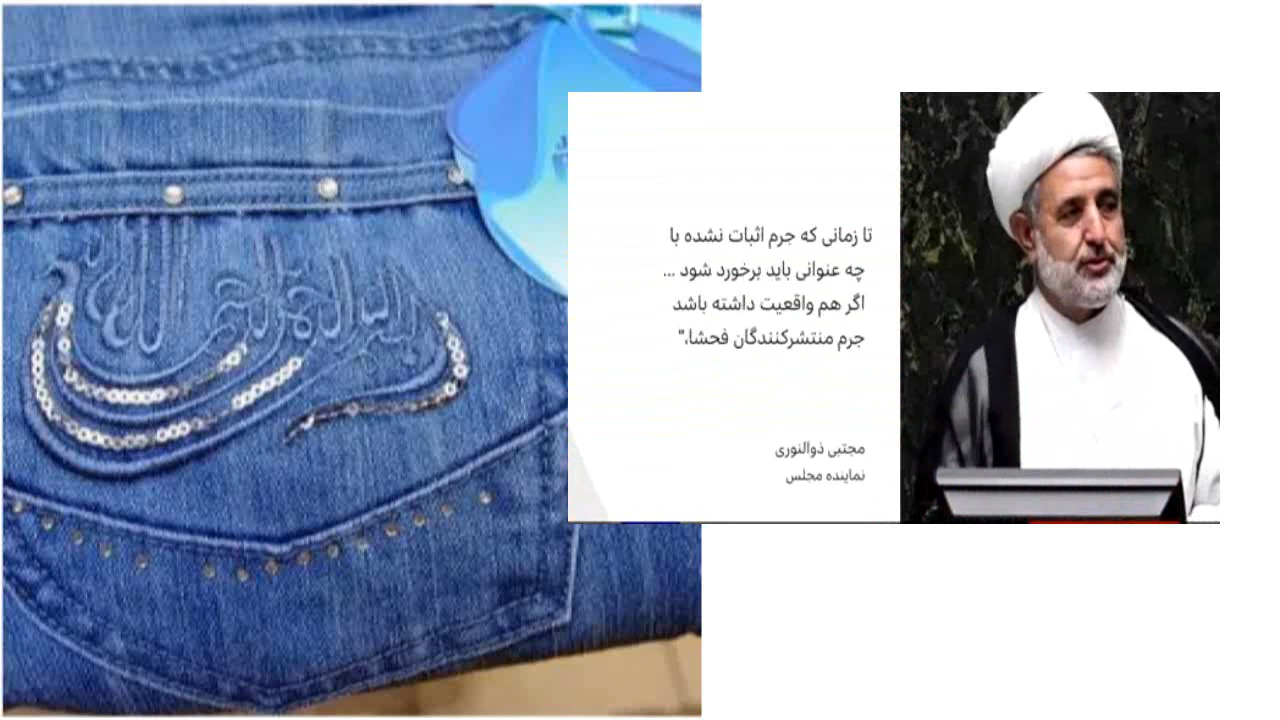 تا زمانی که جرم اثبات نشده با
چه عنوانی باید برخورد شود ...
اگر هم واقعیت داشته باشد
جرم منتشرکنندگان فحشا،"
مجتبی ذوالنوری
نماینده مجلس